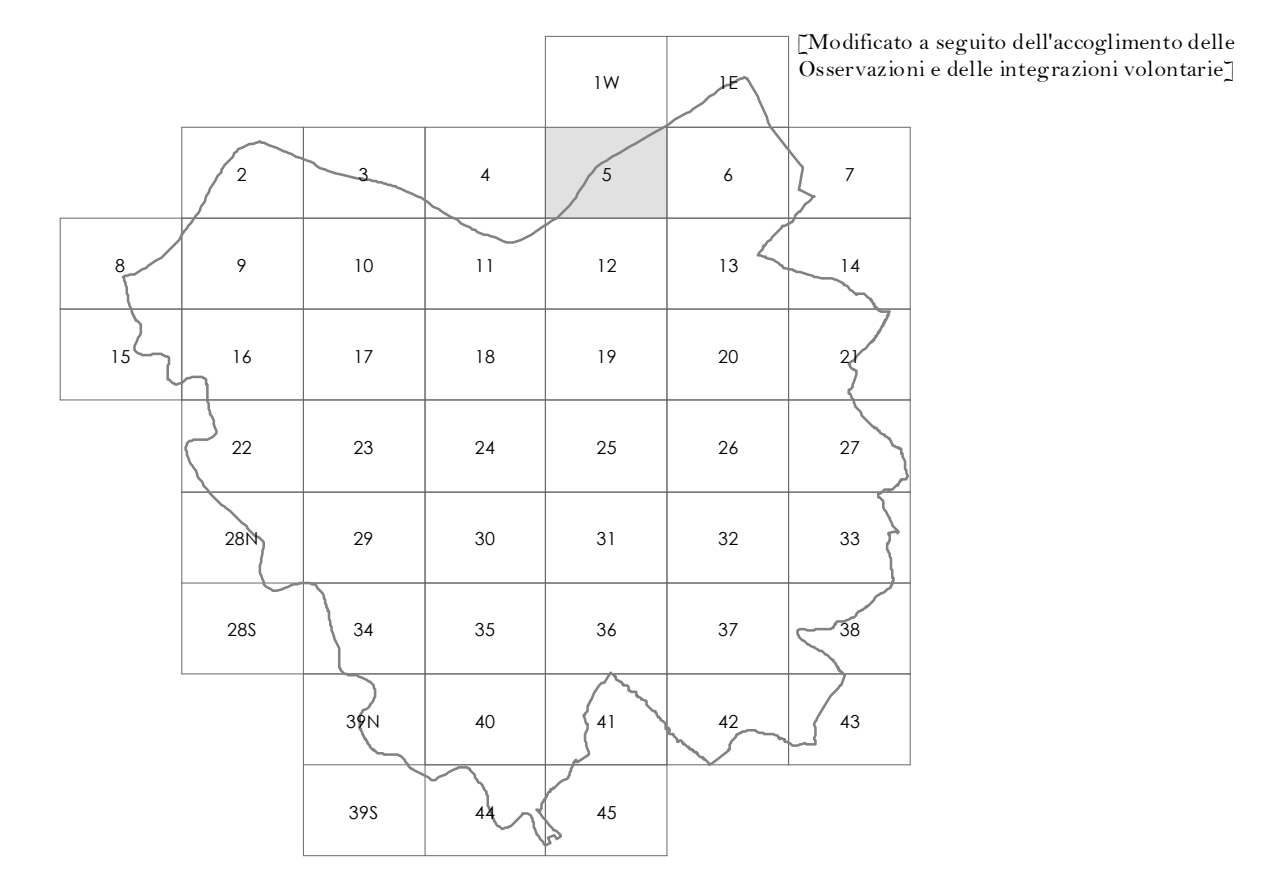 [Modificato a seguito dell'accoglimento delle
Osservazioni e delle integrazioni volontarie]
1W 1E
2 3 4 5 6 7
8 9 10 11 12 13 14
15 16 17 18 19 20 21
22 23 24 25 26 27
28N 29 30 31 32 33
28S 34 35 36 37 38
39N 40 41 42 43
39S 44 45